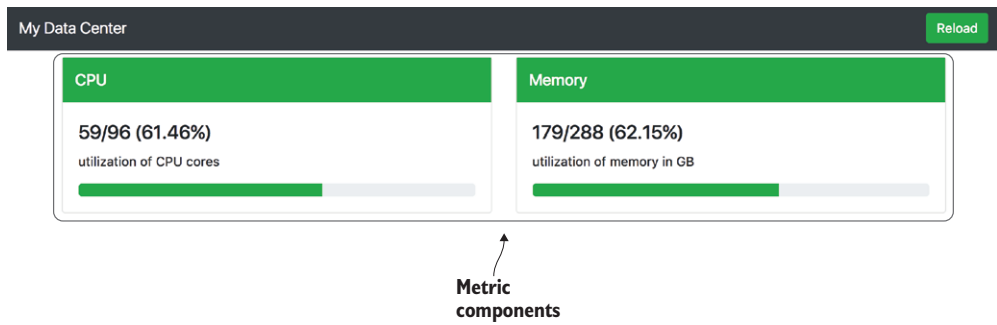 My Data Center
Reload
CPU
Memory
59/96 (61.46%)
179/288 (62.15%)
utilization of CPU cores
utilization of memory in GB
Metric
components